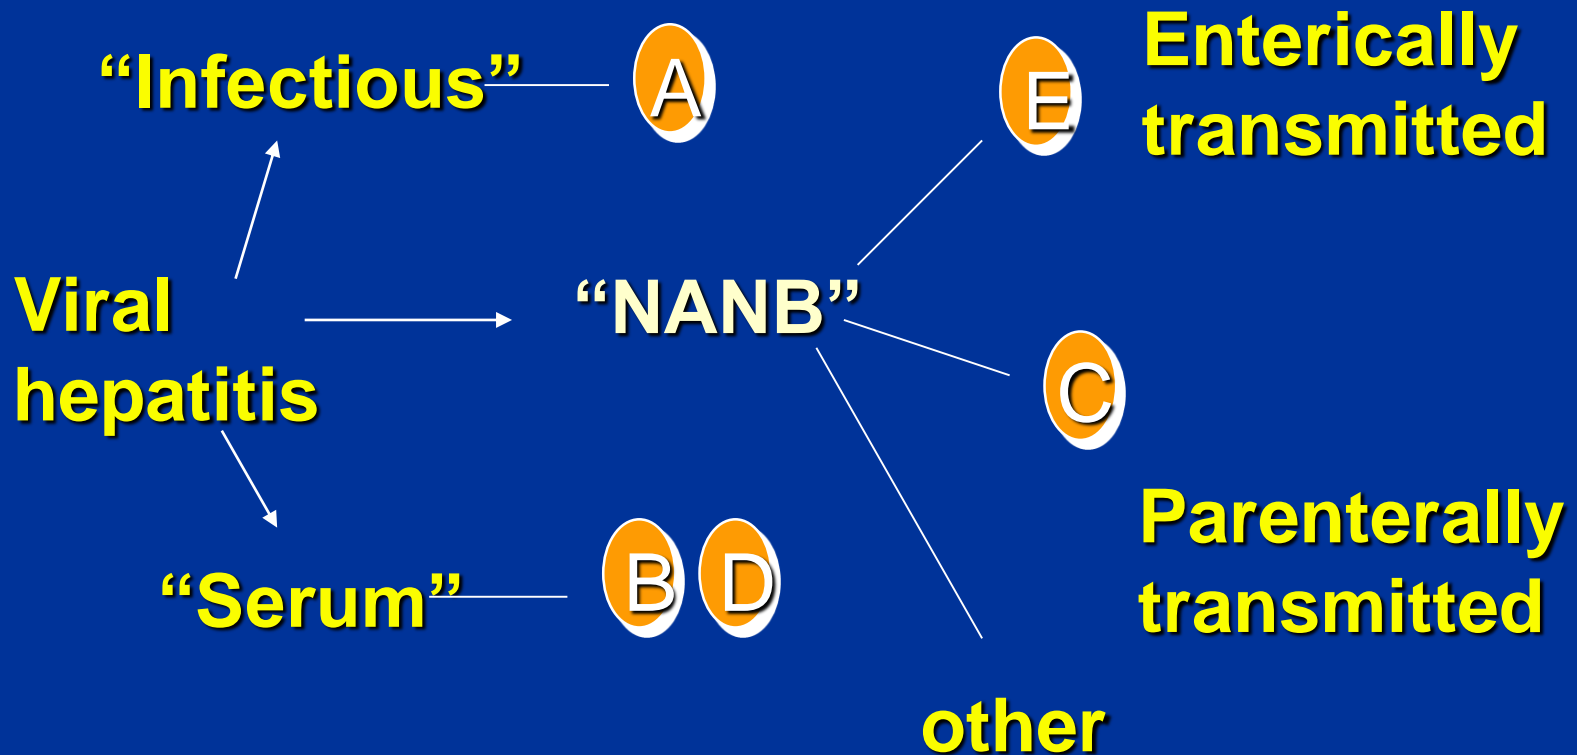 “Infectious”
A
E
Enterically
transmitted
Viral
hepatitis
“NANB”
C
“Serum”
B
D
Parenterally
transmitted
other